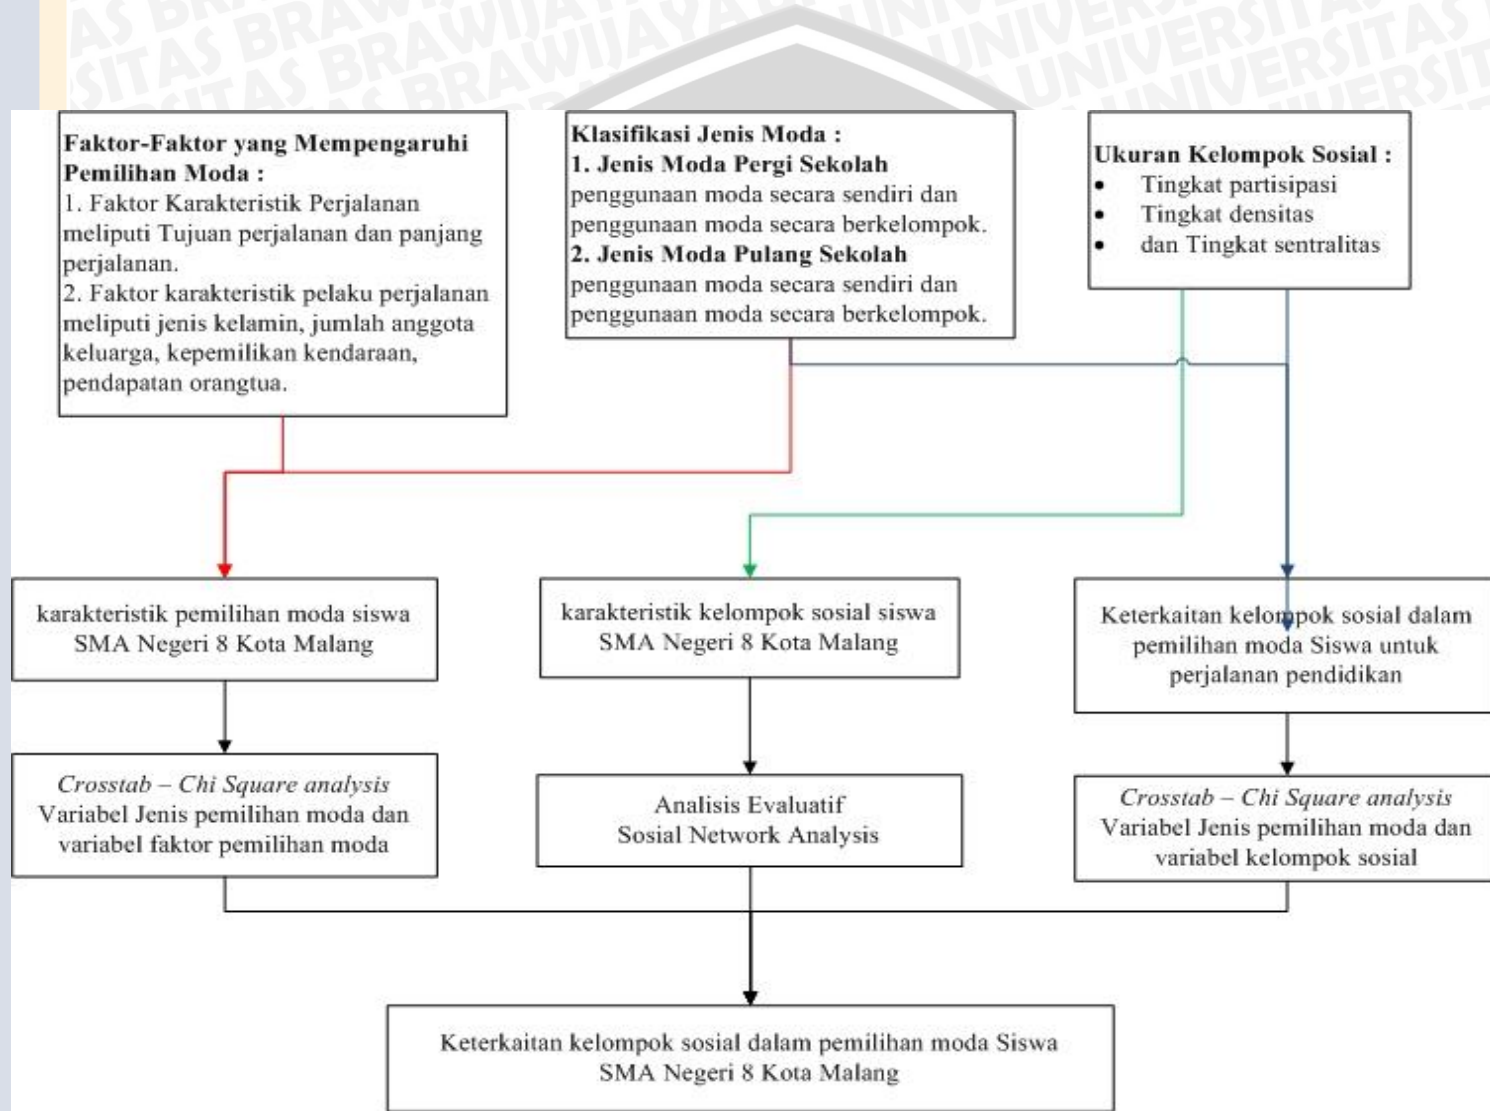 AS BRAWIJAYA UNIVERSITAS
SITAS BRAWIJAYA UNIVERSITAS
Faktor-Faktor yang Mempengaruhi
Pemilihan Moda :
1. Faktor Karakteristik Perjalanan
meliputi Tujuan perjalanan dan panjang
perjalanan.
2. Faktor karakteristik pelaku perjalanan
meliputi jenis kelamin, jumlah anggota
keluarga, kepemilikan kendaraan,
pendapatan orangtua.
Klasifikasi Jenis Moda :
1. Jenis Moda Pergi Sekolah
penggunaan moda secara sendiri dan
penggunaan moda secara berkelompok.
2. Jenis Moda Pulang Sekolah
penggunaan moda secara sendiri dan
penggunaan moda secara berkelompok.
Ukuran Kelompok Sosial :
• Tingkat partisipasi
• Tingkat densitas
• dan Tingkat sentralitas
karakteristik pemilihan moda siswa
SMA Negeri 8 Kota Malang
karakteristik kelompok sosial siswa
SMA Negeri 8 Kota Malang
Keterkaitan kelompok sosial dalam
pemilihan moda Siswa untuk
perjalanan pendidikan
Crosstab – Chi Square analysis
Variabel Jenis pemilihan moda dan
variabel faktor pemilihan moda
Analisis Evaluatif
Sosial Network Analysis
Crosstab – Chi Square analysis
Variabel Jenis pemilihan moda dan
variabel kelompok sosial
Keterkaitan kelompok sosial dalam pemilihan moda Siswa
SMA Negeri 8 Kota Malang